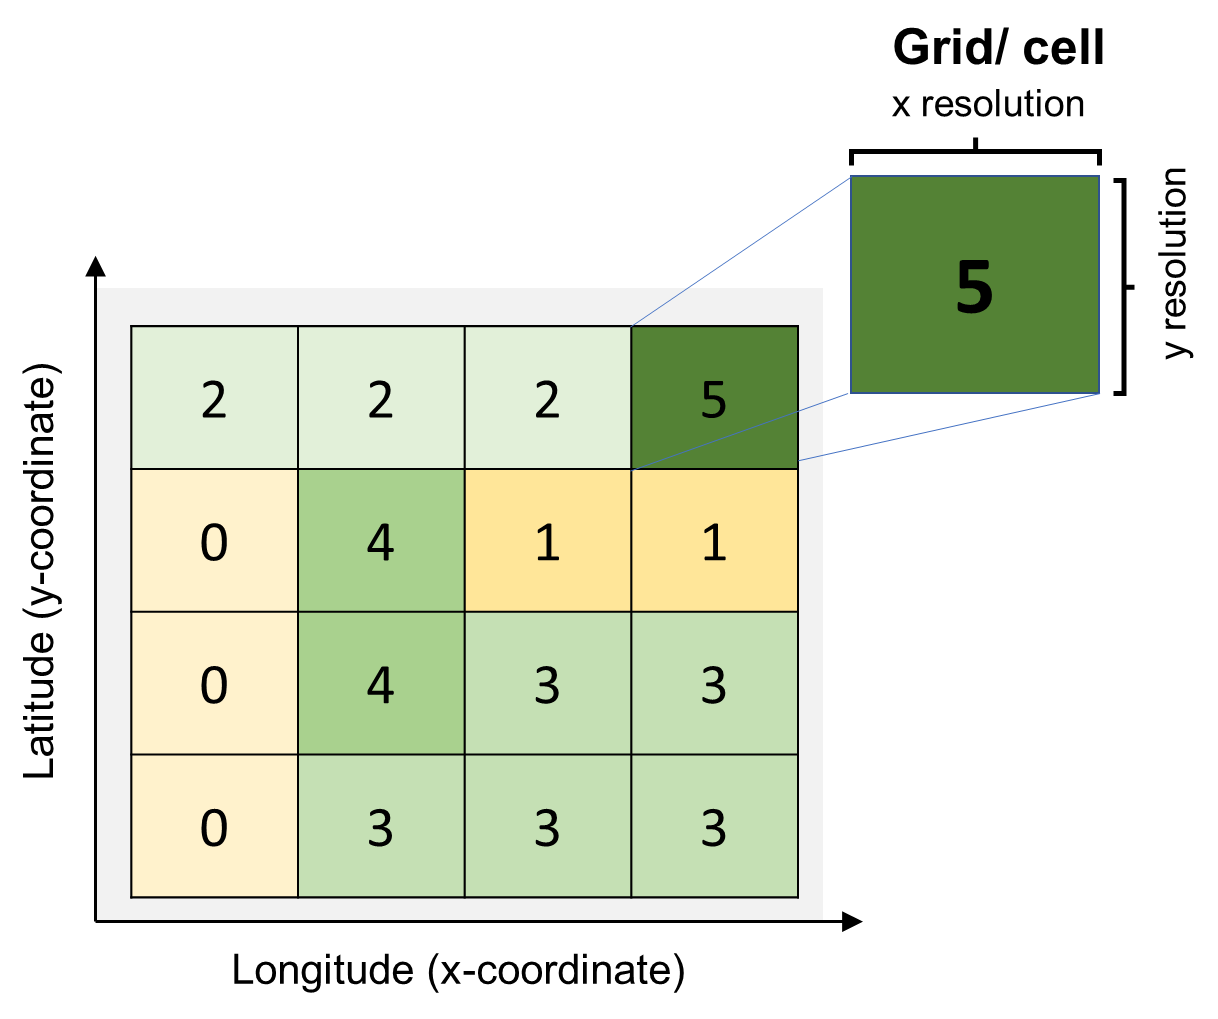 Grid/ cell
x resolution
5
y resolution
2 2 2 5
0 4 1 1
0 4 3 3
0 3 3 3
Latitude (y-coordinate)
Longitude (x-coordinate)